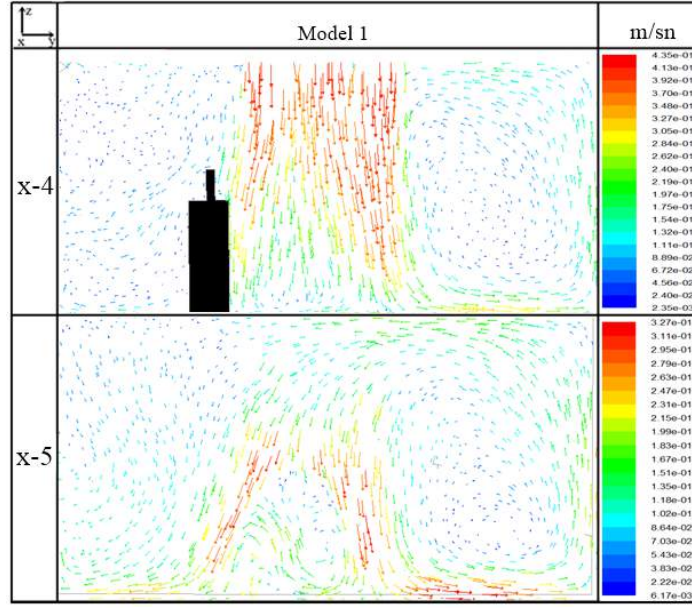 z
x y
Model 1
m/sn
x-4
4.35e-01
4.13e-01
3.92e-01
3.70e-01
3.48e-01
3.27e-01
3.05e-01
2.84e-01
2.62e-01
2.40e-01
2.19e-01
1.97e-01
1.75e-01
1.54e-01
1.32e-01
1.11e-01
8.89e-02
6.72e-02
4.56e-02
2.40e-02
2.35e-03
x-5
3.27e-01
3.11e-01
2.95e-01
2.79e-01
2.63e-01
2.47e-01
2.31e-01
2.15e-01
1.99e-01
1.83e-01
1.67e-01
1.51e-01
1.35e-01
1.18e-01
1.02e-01
8.64e-02
7.03e-02
5.43e-02
3.83e-02
2.22e-02
6.17e-03